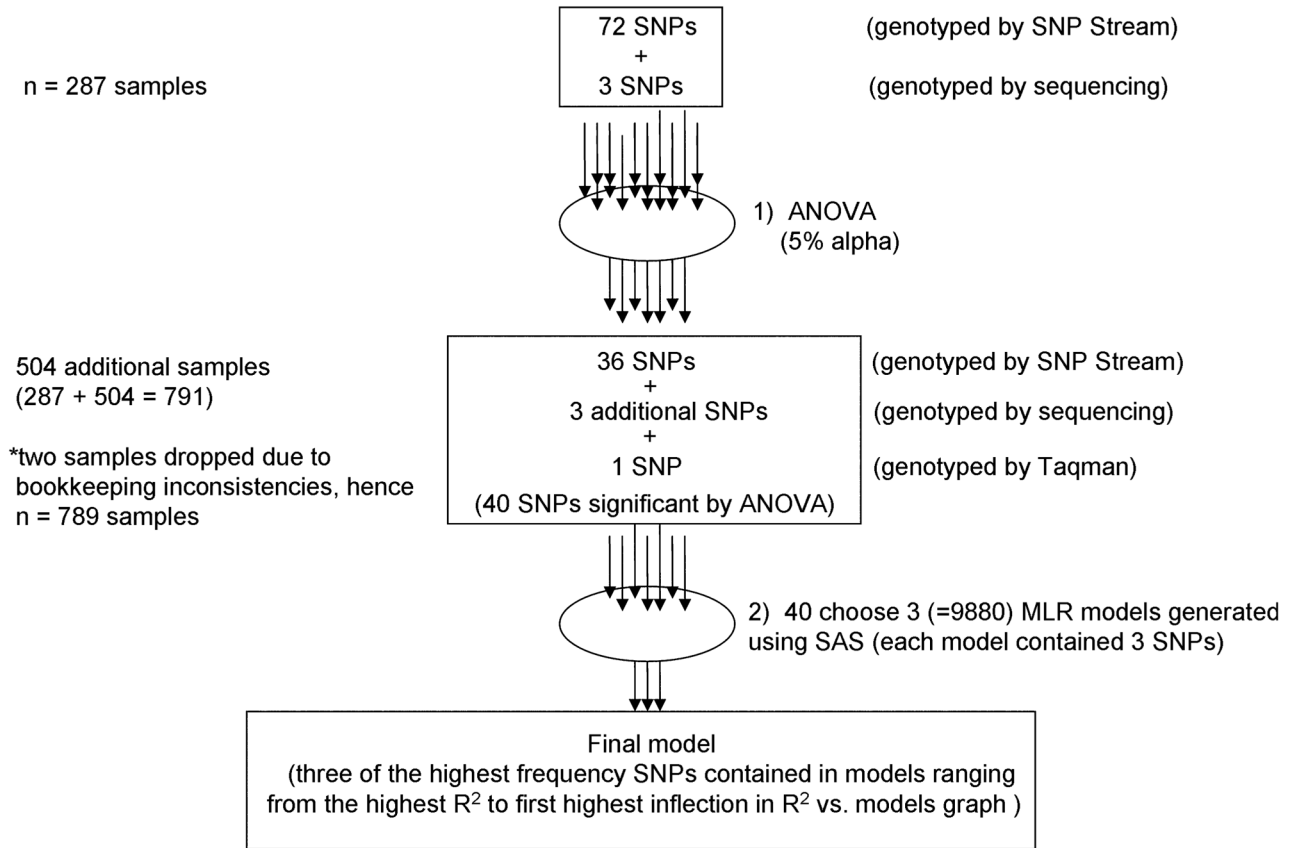 72 SNPs
(genotyped by SNP Stream)
+
n = 287 samples
3 SNPs
(genotyped by sequencing)
1) ANOVA
(5% alpha)
504 additional samples
(287 + 504 = 791)
*two samples dropped due to
bookkeeping inconsistencies, hence
n = 789 samples
36 SNPs
(genotyped by SNP Stream)
+
3 additional SNPs
(genotyped by sequencing)
+
1 SNP
(genotyped by Taqman)
(40 SNPs significant by ANOVA)
2) 40 choose 3 (=9880) MLR models generated
using SAS (each model contained 3 SNPs)
Final model
(three of the highest frequency SNPs contained in models ranging
from the highest R² to first highest inflection in R² vs. models graph )